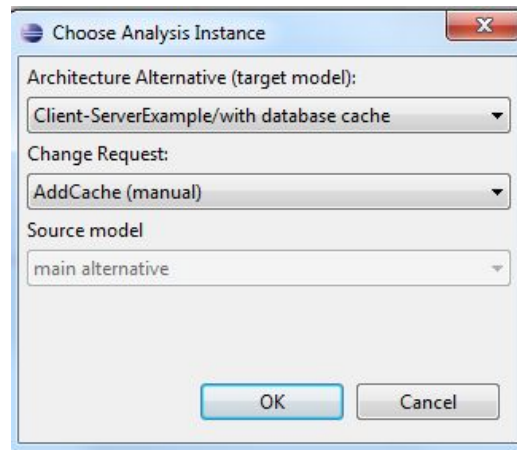 Choose Analysis Instance
Architecture Alternative (target model):
Client-ServerExample/with database cache
Change Request:
AddCache (manual)
Source model
main alternative
OK
Cancel